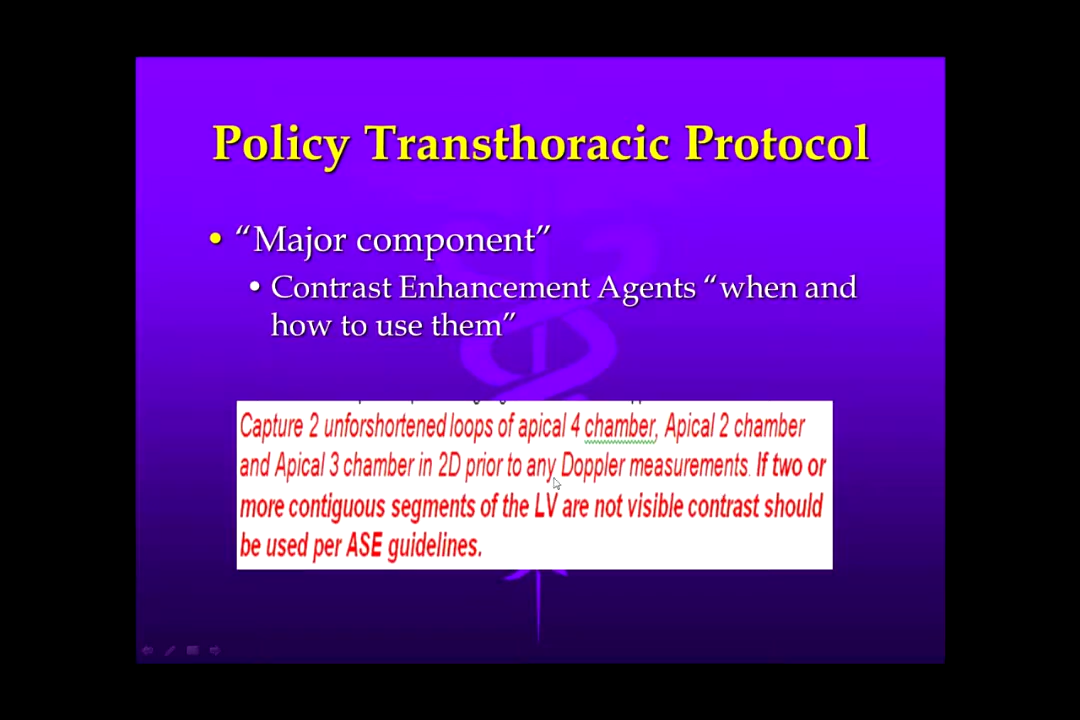 Policy Transthoracic Protocol
• “Major component”
• Contrast Enhancement Agents “when and
how to use them”
Capture 2 unforshortened loops of apical 4 chamber, Apical 2 chamber
and Apical 3 chamber in 2D prior to any Doppler measurements. If two or
more contiguous segments of the LV are not visible contrast should
be used per ASE guidelines.